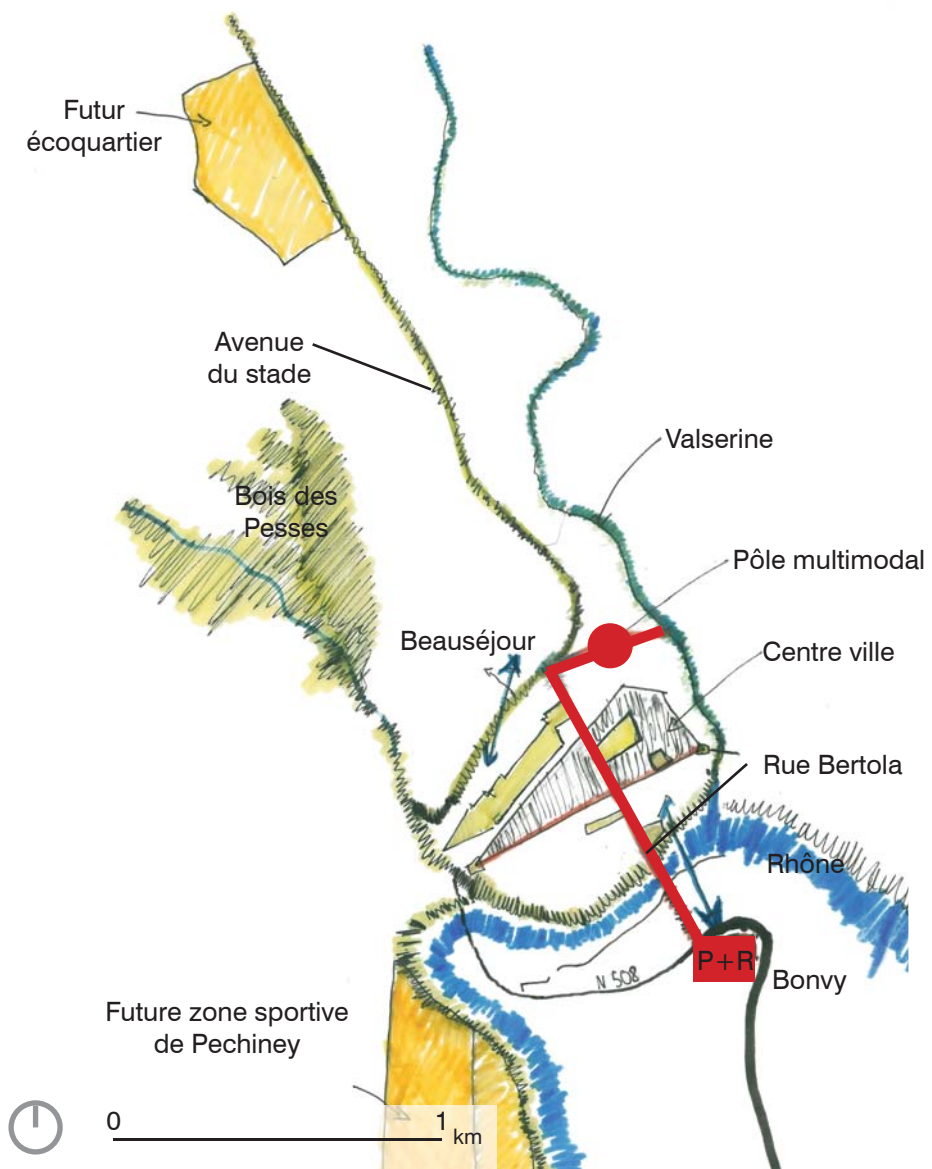 Futur
écoquartier
Avenue
du stade
Valserine
Bois des
Pesses
Pôle multimodal
Beauséjour
Centre ville
Rue Bertola
Rhône
P+R
N 508
Bonvy
Future zone sportive
de Pechiney
0 1 km